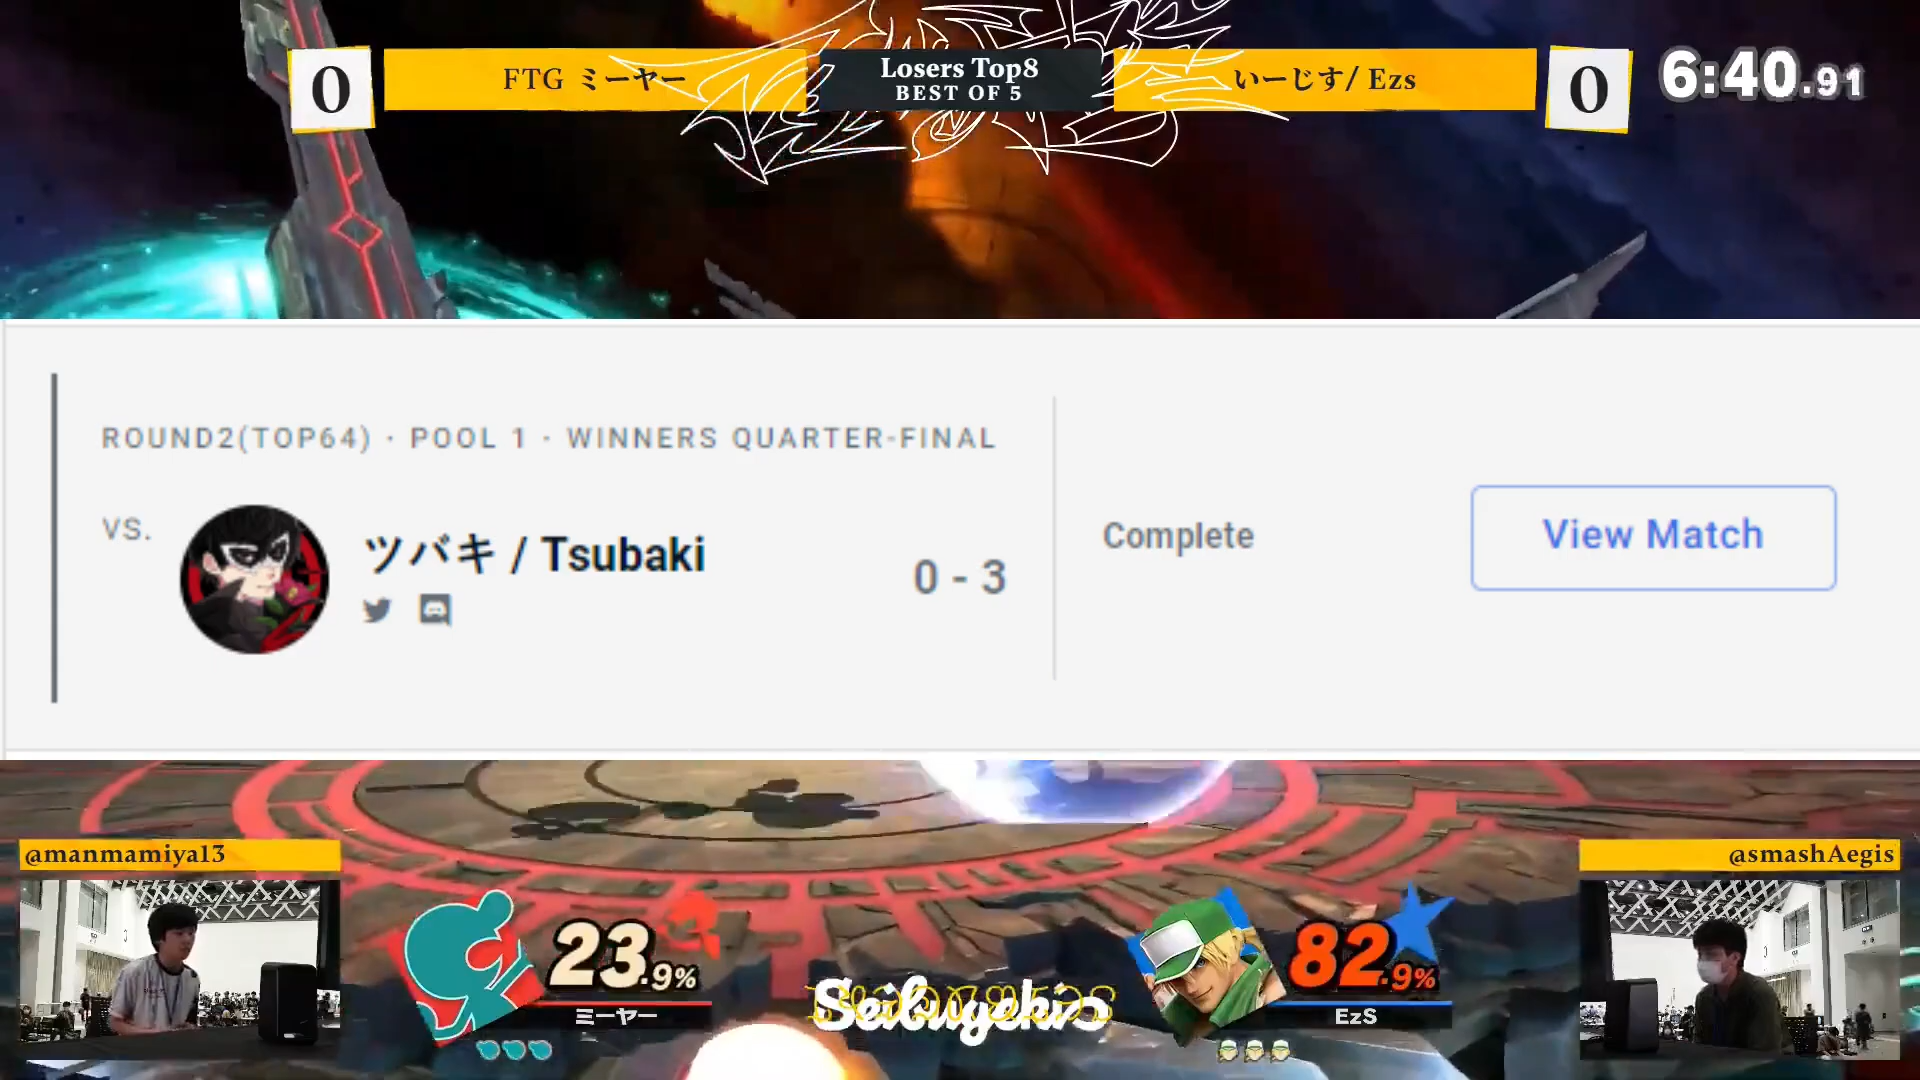 0
FTG ミーヤー
Losers Top8
BEST OF 5
いーじす/ Ezs
0
6:40.91
ROUND2(TOP64) · POOL 1 · WINNERS QUARTER-FINAL
VS.
ツバキ / Tsubaki
0 - 3
Complete
View Match
@manmamiya13
@smashAegis
23.9%
ミーヤー
Seibugeki
82.9%
EzS